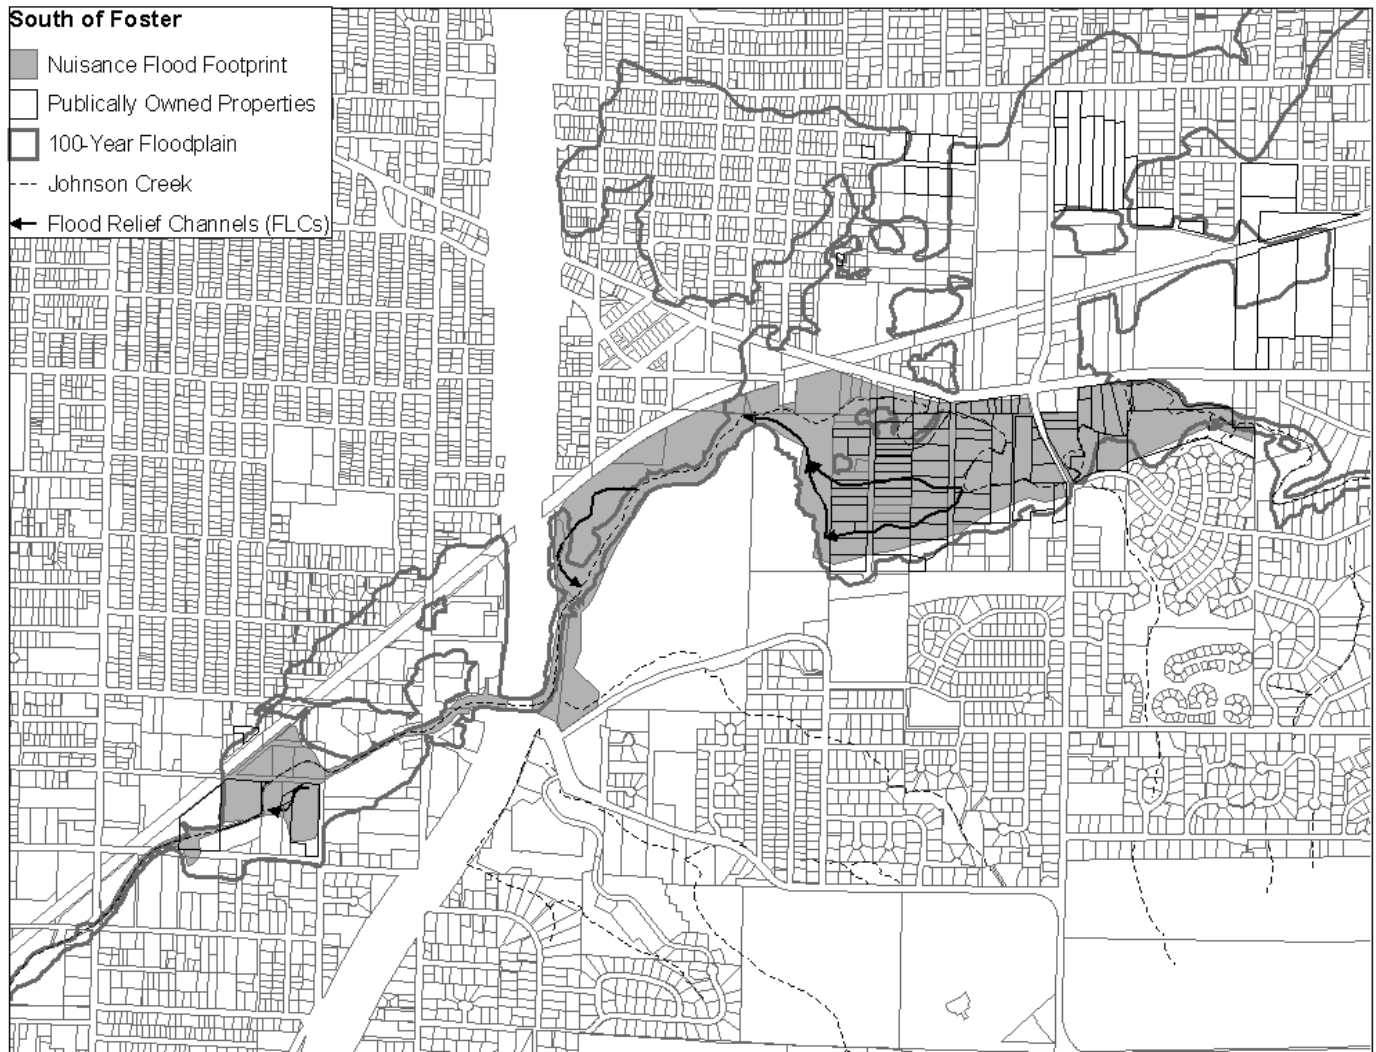 South of Foster
Nuisance Flood Footprint
Publically Owned Properties
100-Year Floodplain
Johnson Creek
Flood Relief Channels (FLCs)